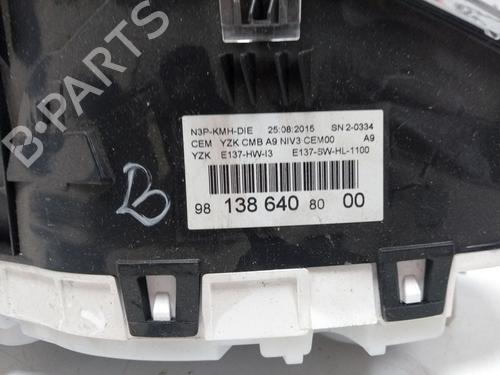 N3P-KMH-DIE 25:08:2015 SN 2-0334
CEM YZK CMB A9 NIV3 CEM00 A9
YZK E137-HW-I3 E137-SW-HL-1100
98 138 640 80 00
B
B-PARTS